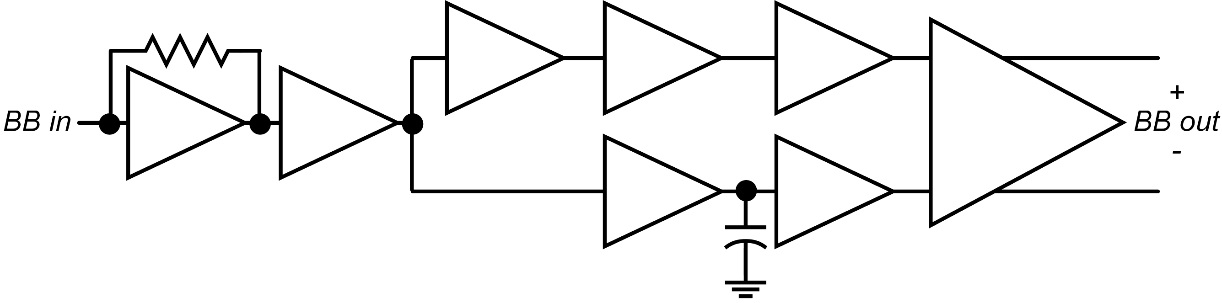 BB in
+
BB out
-